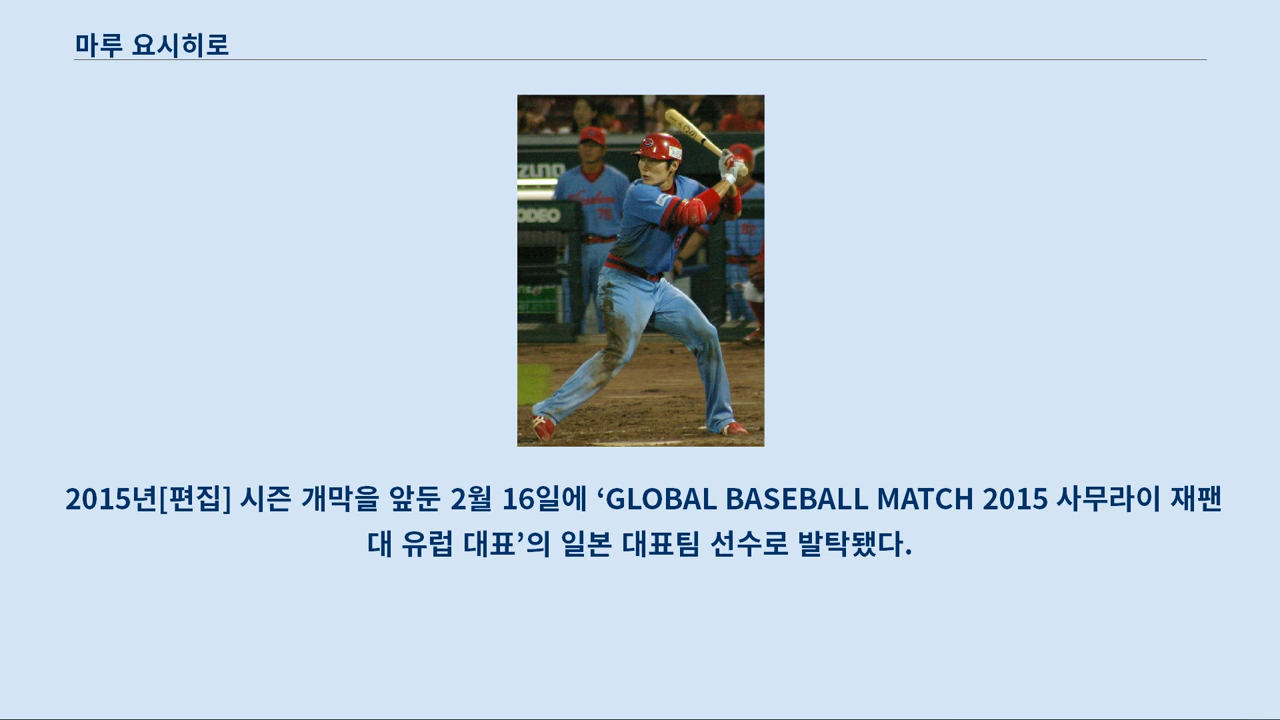 마루 요시히로
ZUNO
ODEO
2015년[편집] 시즌 개막을 앞둔 2월 16일에 ‘GLOBAL BASEBALL MATCH 2015 사무라이 재팬
대 유럽 대표’의 일본 대표팀 선수로 발탁됐다.